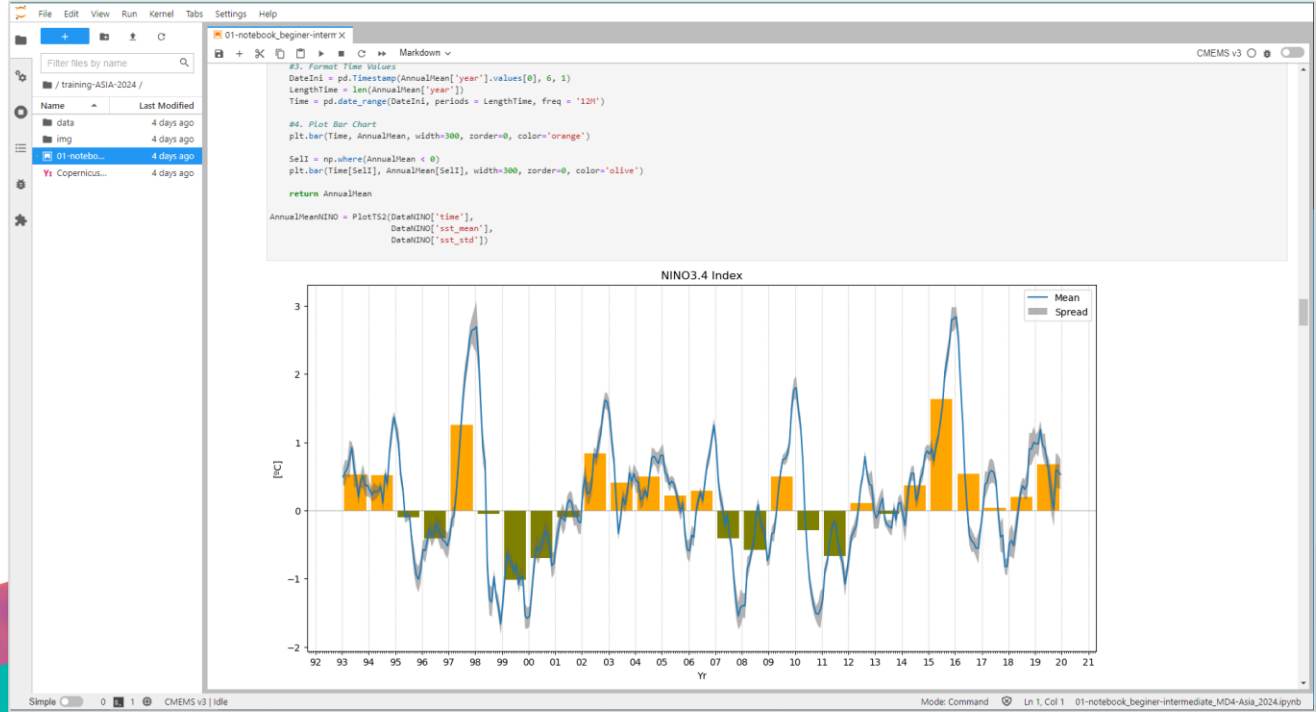 File Edit View Run Kernel Tabs Settings Help
+
01-notebook_beginer-interm ×
Markdown
CMEMS v3
Filter files by name
/ training-ASIA-2024 /
Name Last Modified
data 4 days ago
img 4 days ago
01-notebo... 4 days ago
Y: Copernicus... 4 days ago
#3. Format Time Values
DateIni = pd.Timestamp(AnnualMean['year'].values[0], 6, 1)
LengthTime = len(AnnualMean['year'])
Time = pd.date_range(DateIni, periods = LengthTime, freq = '12M')
#4. Plot Bar Chart
plt.bar(Time, AnnualMean, width=300, zorder=0, color='orange')
SelI = np.where(AnnualMean < 0)
plt.bar(Time[SelI], AnnualMean[SelI], width=300, zorder=0, color='olive')
return AnnualMean
AnnualMeanNINO = PlotTS2(DataNINO['time'],
DataNINO['sst_mean'],
DataNINO['sst_std'])
NINO3.4 Index
Mean
Spread
3
2
1
0
−1
−2
[ºC]
92 93 94 95 96 97 98 99 00 01 02 03 04 05 06 07 08 09 10 11 12 13 14 15 16 17 18 19 20 21
Yr
Simple 0 1 CMEMS v3 | Idle
Mode: Command Ln 1, Col 1 01-notebook_beginer-intermediate_MD4-Asia_2024.ipynb